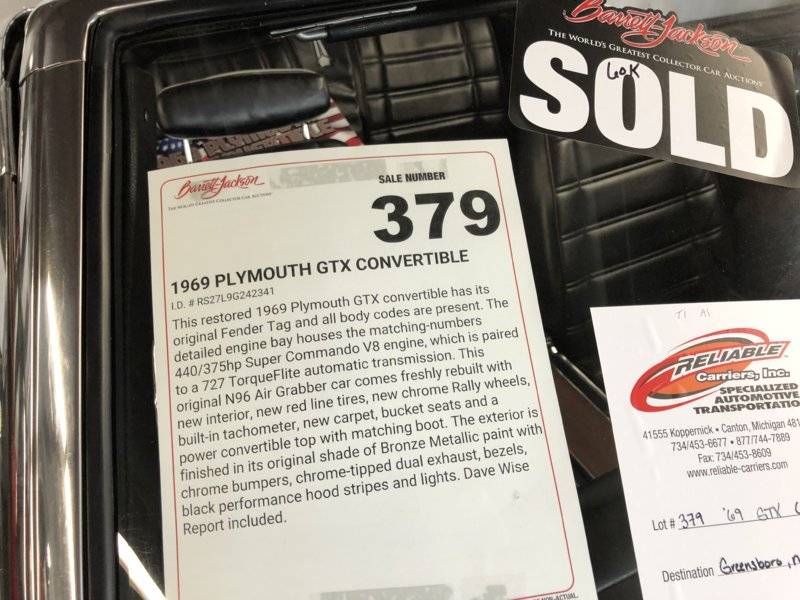 Barrett-Jackson
THE WORLD'S GREATEST COLLECTOR CAR AUCTIONS
SOLD
60K
Barrett-Jackson
THE WORLD'S GREATEST COLLECTOR CAR AUCTIONS
SALE NUMBER
379
1969 PLYMOUTH GTX CONVERTIBLE
I.D. # RS27L9G242341
This restored 1969 Plymouth GTX convertible has its
original Fender Tag and all body codes are present. The
detailed engine bay houses the matching-numbers
440/375hp Super Commando V8 engine, which is paired
to a 727 TorqueFlite automatic transmission. This
original N96 Air Grabber car comes freshly rebuilt with
new interior, new red line tires, new chrome Rally wheels,
built-in tachometer, new carpet, bucket seats and a
power convertible top with matching boot. The exterior is
finished in its original shade of Bronze Metallic paint with
chrome bumpers, chrome-tipped dual exhaust, bezels,
black performance hood stripes and lights. Dave Wise
Report included.
RELIABLE
Carriers, Inc.
SPECIALIZED
AUTOMOTIVE
TRANSPORTATIO
41555 Koppernick • Canton, Michigan 481
734/453-6677 • 877/744-7889
Fax: 734/453-8609
www.reliable-carriers.com
Lot # 379 '69 GTX C
Destination Greensboro, n